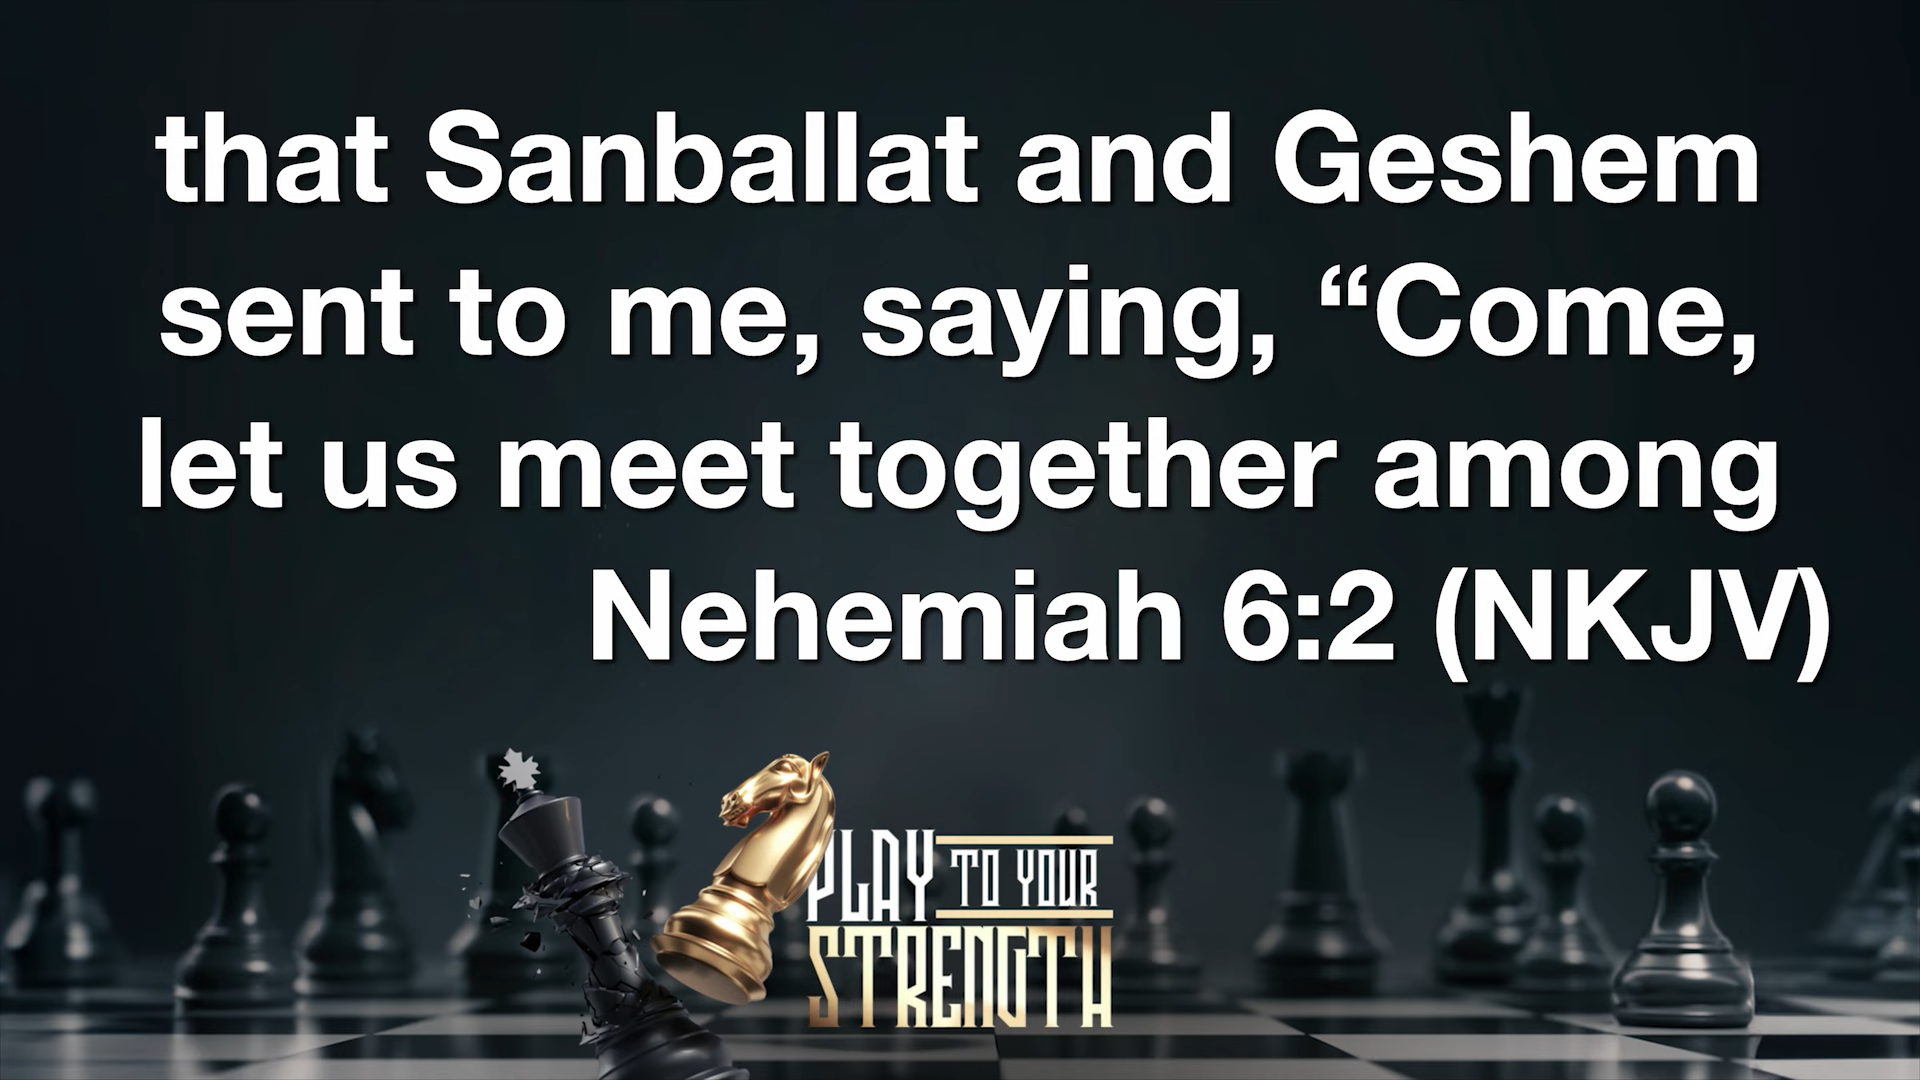 that Sanballat and Geshem
sent to me, saying, “Come,
let us meet together among
Nehemiah 6:2 (NKJV)
PLAY TO YOUR
STRENGTH